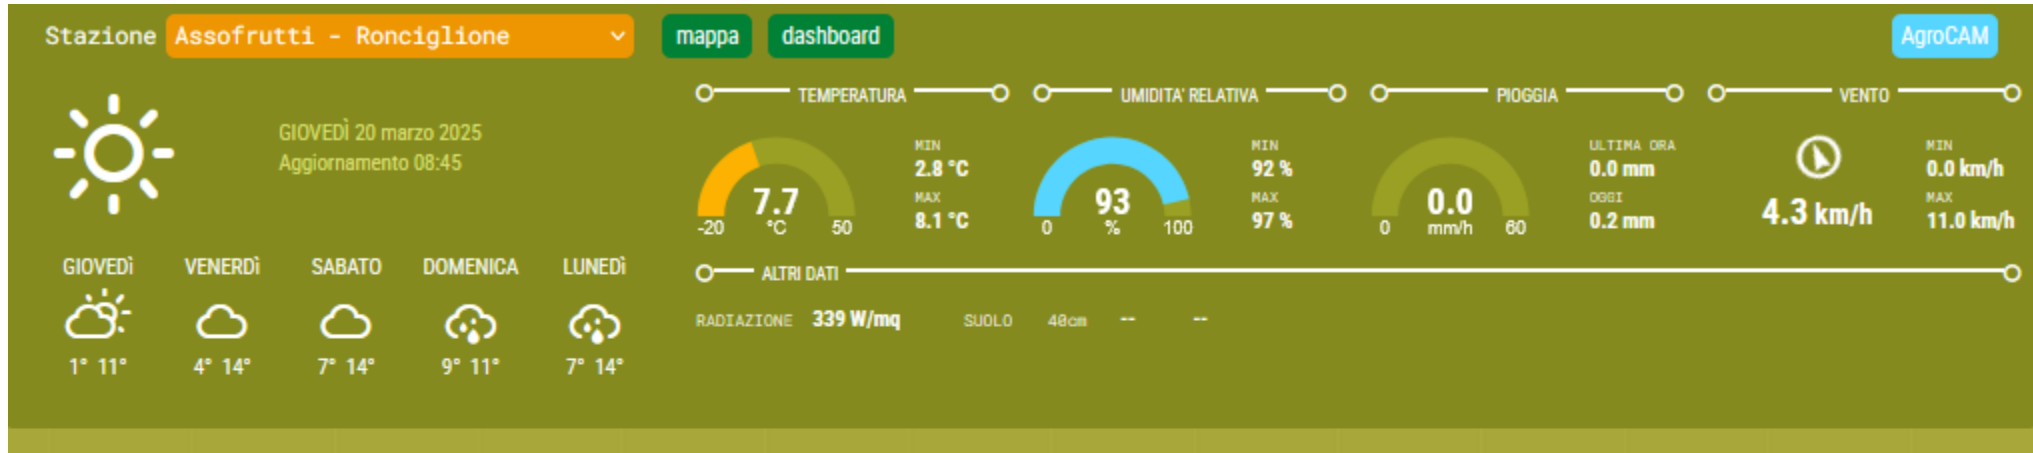 Stazione Assofrutti - Ronciglione mappa dashboard AgroCAM
GIOVEDÌ 20 marzo 2025
Aggiornamento 08:45
GIOVEDì VENERDì SABATO DOMENICA LUNEDì
1° 11° 4° 14° 7° 14° 9° 11° 7° 14°
TEMPERATURA
7.7
°C
-20 50
MIN
2.8 °C
MAX
8.1 °C
UMIDITA' RELATIVA
93
%
0 100
MIN
92 %
MAX
97 %
PIOGGIA
0.0
mm/h
0 60
ULTIMA ORA
0.0 mm
OGGI
0.2 mm
VENTO
4.3 km/h
MIN
0.0 km/h
MAX
11.0 km/h
ALTRI DATI
RADIAZIONE 339 W/mq SUOLO 40cm -- --